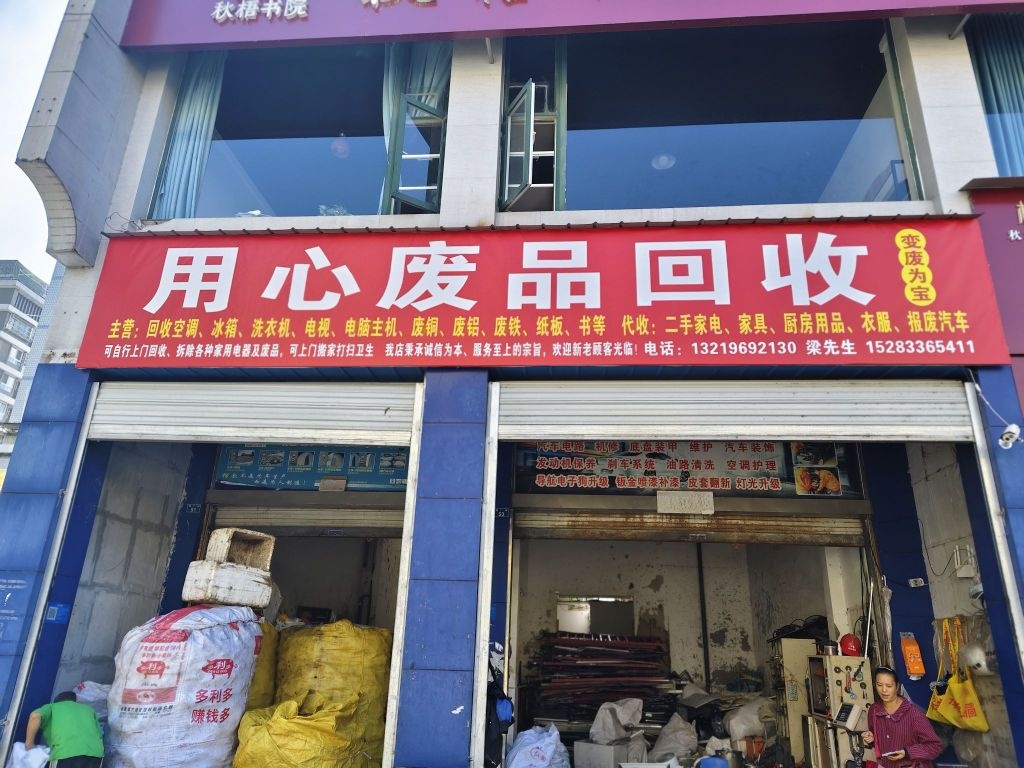 秋梧书院
用心废品回收
变废为宝
主营：回收空调、冰箱、洗衣机、电视、电脑主机、废铜、废铝、废铁、纸板、书等 代收：二手家电、家具、厨房用品、衣服、报废汽车
可自行上门回收、拆除各种家用电器及废品，可上门搬家打扫卫生 我店秉承诚信为本、服务至上的宗旨，欢迎新老顾客光临！电话：13219692130 梁先生 15283365411
汽车电路 机修 底盘装甲 维护 汽车装饰
发动机保养 刹车系统 油路清洗 空调护理
导航电子狗升级 钣金喷漆补漆 皮套翻新 灯光升级
利
利
多利多
赚钱多